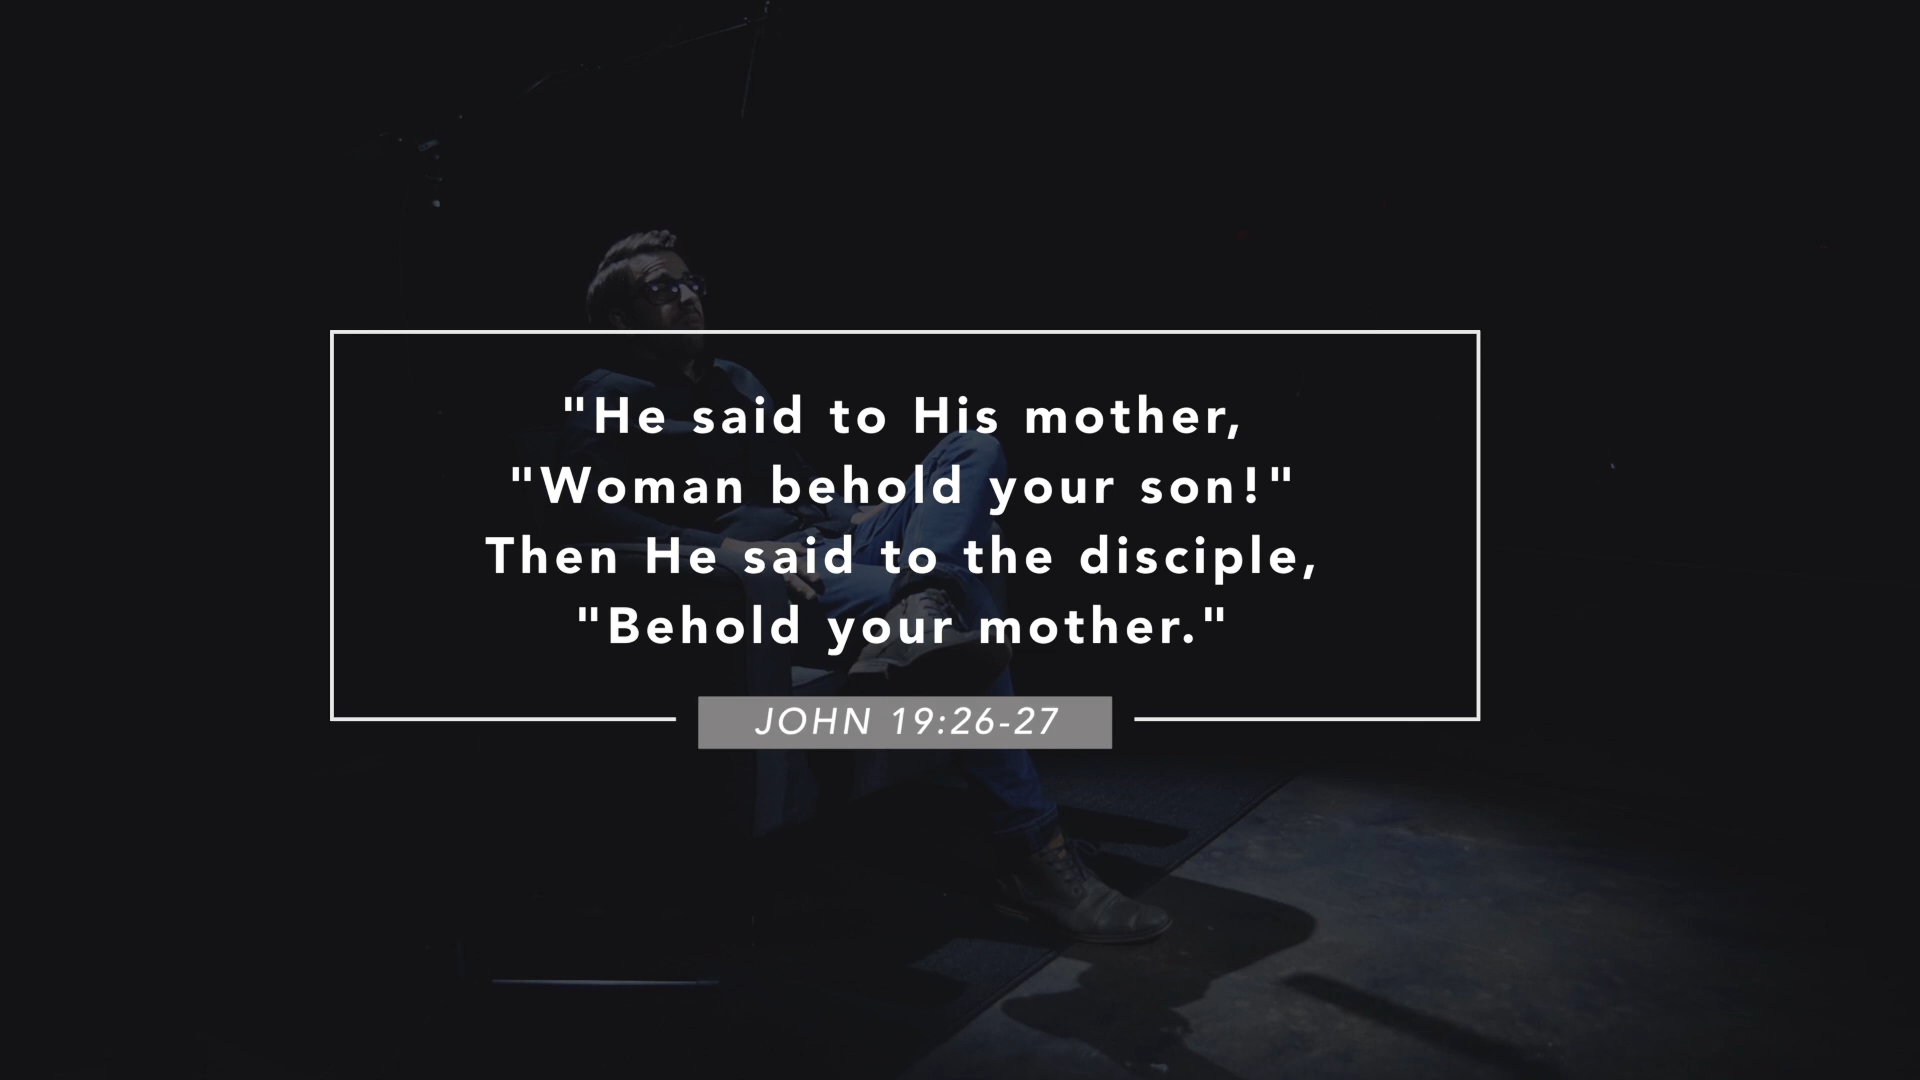 "He said to His mother,
"Woman behold your son!"
Then He said to the disciple,
"Behold your mother."
JOHN 19:26-27